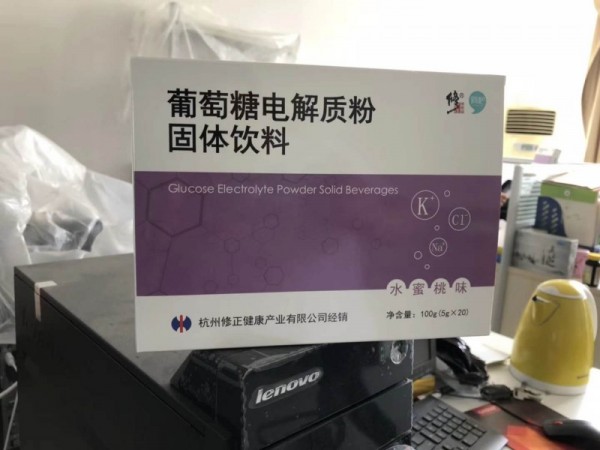 葡萄糖电解质粉
固体饮料
修
Glucose Electrolyte Powder Solid Beverages
K+
Cl-
Na+
水蜜桃味
杭州修正健康产业有限公司经销
净含量：100g (5g×20)
lenovo